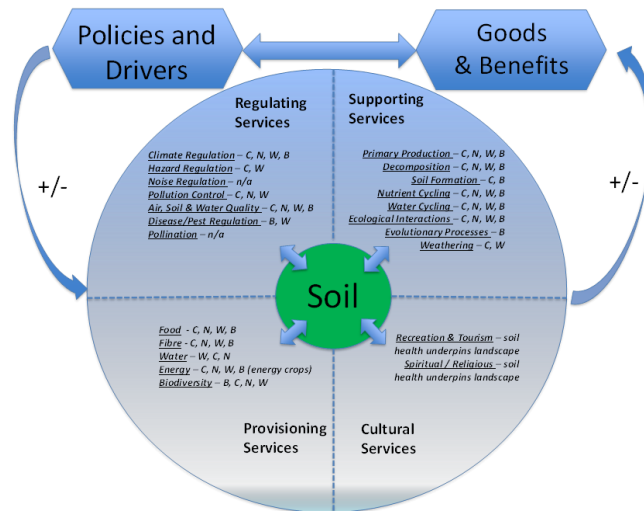 Policies and
Drivers
Goods
& Benefits
+/-
+/-
Regulating
Services
Supporting
Services
Climate Regulation – C, N, W, B
Hazard Regulation – C, W
Noise Regulation – n/a
Pollution Control – C, N, W
Air, Soil & Water Quality – C, N, W, B
Disease/Pest Regulation – B, W
Pollination – n/a
Primary Production – C, N, W, B
Decomposition – C, N, W, B
Soil Formation – C, B
Nutrient Cycling – C, N, W, B
Water Cycling – C, N, W, B
Ecological Interactions – C, N, W, B
Evolutionary Processes – B
Weathering – C, W
Soil
Food - C, N, W, B
Fibre - C, N, W, B
Water – W, C, N
Energy – C, N, W, B (energy crops)
Biodiversity – B, C, N, W
Recreation & Tourism – soil
health underpins landscape
Spiritual / Religious – soil
health underpins landscape
Provisioning
Services
Cultural
Services